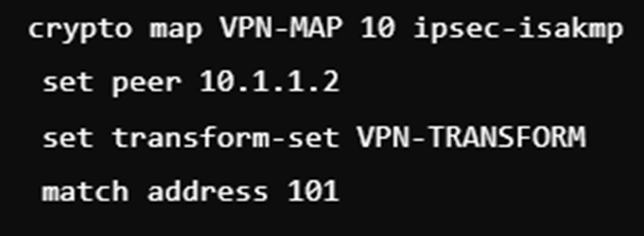 crypto map VPN-MAP 10 ipsec-isakmp
set peer 10.1.1.2
set transform-set VPN-TRANSFORM
match address 101